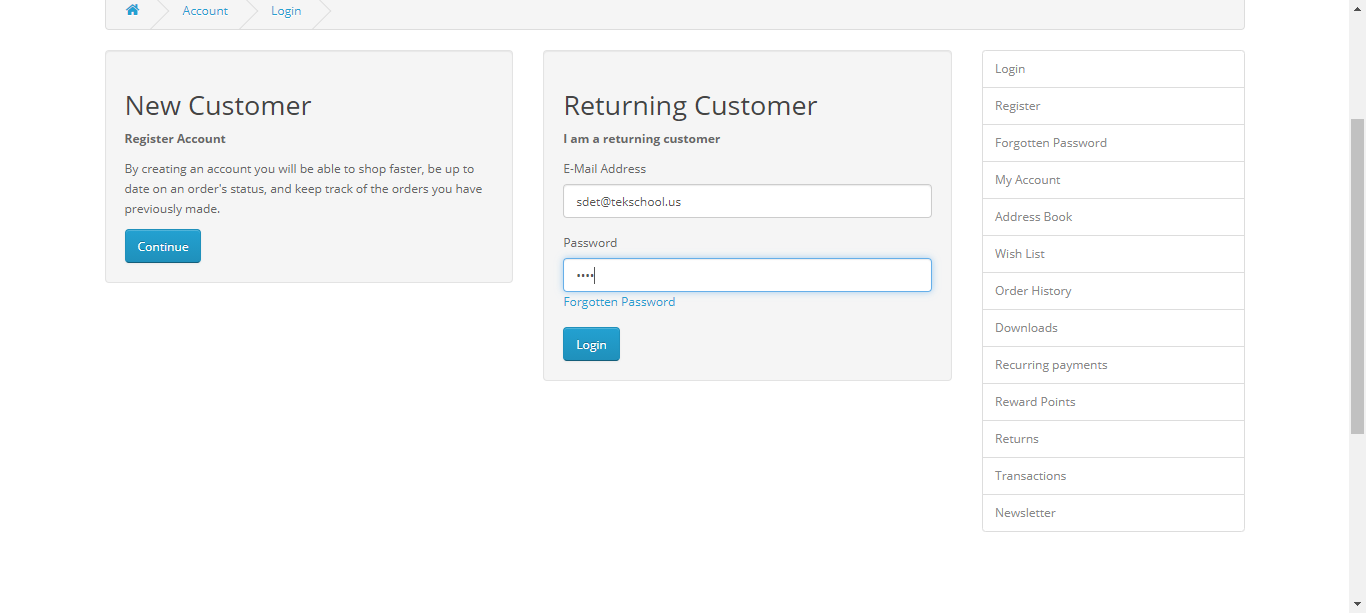 Account
Login
New Customer
Register Account
By creating an account you will be able to shop faster, be up to
date on an order's status, and keep track of the orders you have
previously made.
Continue
Returning Customer
I am a returning customer
E-Mail Address
sdet@tekschool.us
Password
••••
Forgotten Password
Login
Login
Register
Forgotten Password
My Account
Address Book
Wish List
Order History
Downloads
Recurring payments
Reward Points
Returns
Transactions
Newsletter